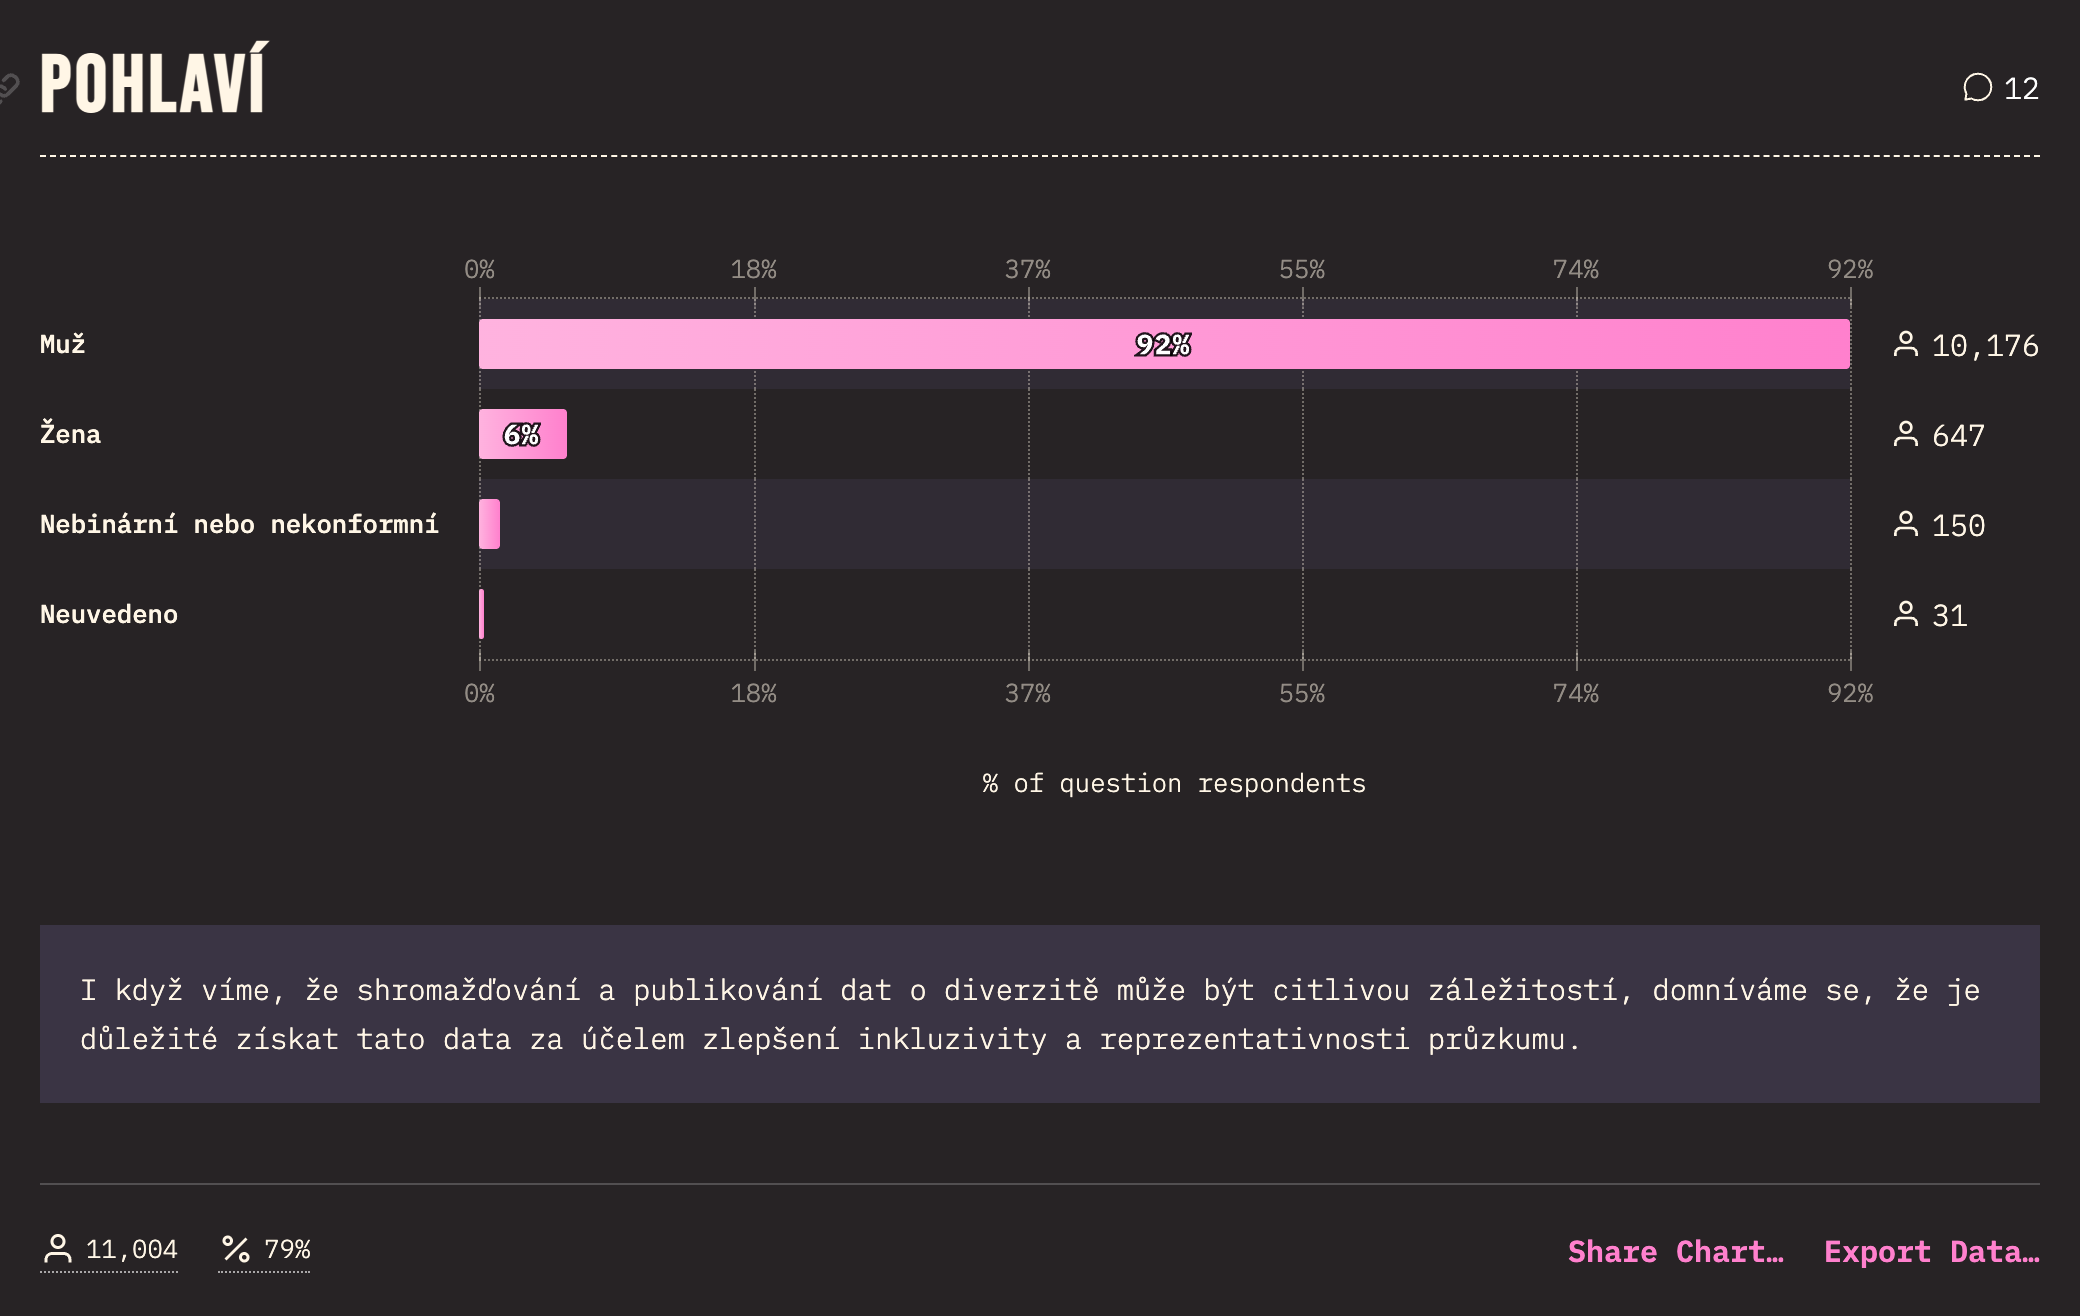 POHLAVÍ
12
0% 18% 37% 55% 74% 92%
Muž 92% 10,176
Žena 6% 647
Nebinární nebo nekonformní 150
Neuvedeno 31
0% 18% 37% 55% 74% 92%
% of question respondents
I když víme, že shromažďování a publikování dat o diverzitě může být citlivou záležitostí, domníváme se, že je
důležité získat tato data za účelem zlepšení inkluzivity a reprezentativnosti průzkumu.
11,004 79% Share Chart… Export Data…